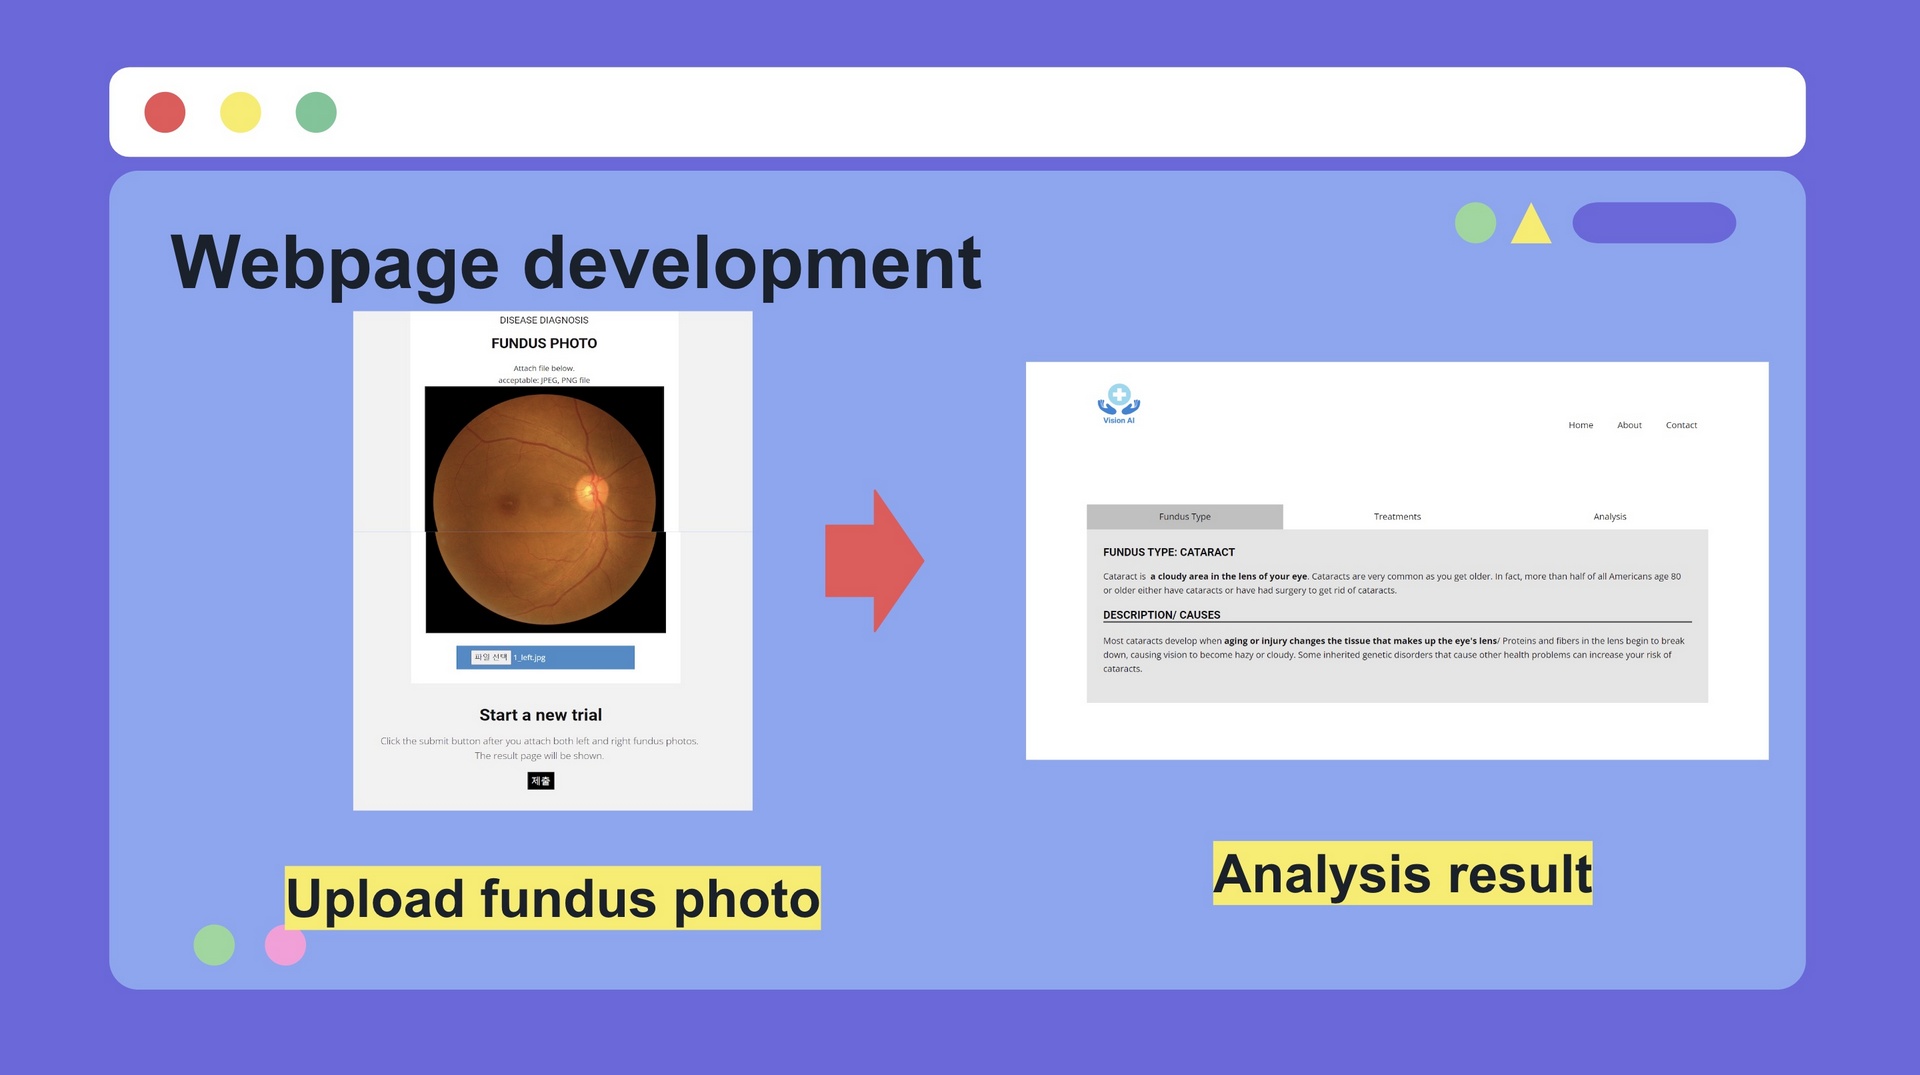 Webpage development
DISEASE DIAGNOSIS
FUNDUS PHOTO
Attach file below.
acceptable: JPEG, PNG file
파일 선택 1_left.jpg
Start a new trial
Click the submit button after you attach both left and right fundus photos.
The result page will be shown.
제출
Upload fundus photo
Vision AI
Home About Contact
Fundus Type Treatments Analysis
FUNDUS TYPE: CATARACT
Cataract is a cloudy area in the lens of your eye. Cataracts are very common as you get older. In fact, more than half of all Americans age 80
or older either have cataracts or have had surgery to get rid of cataracts.
DESCRIPTION/ CAUSES
Most cataracts develop when aging or injury changes the tissue that makes up the eye's lens/ Proteins and fibers in the lens begin to break
down, causing vision to become hazy or cloudy. Some inherited genetic disorders that cause other health problems can increase your risk of
cataracts.
Analysis result